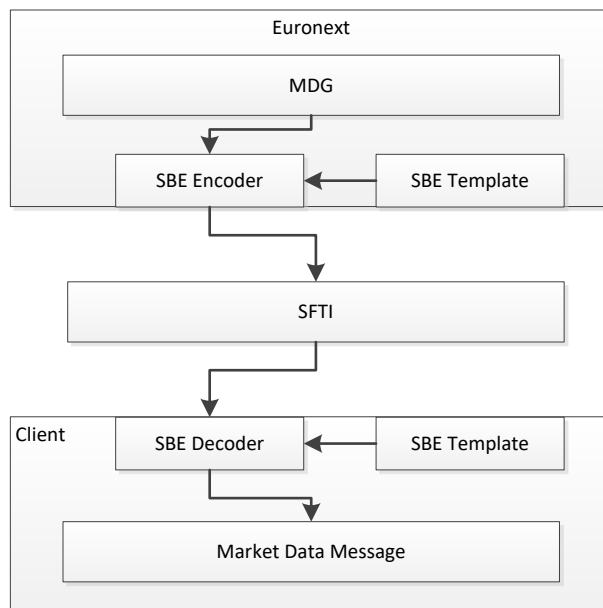 Euronext
MDG
SBE Encoder
SBE Template
SFTI
Client
SBE Decoder
SBE Template
Market Data Message